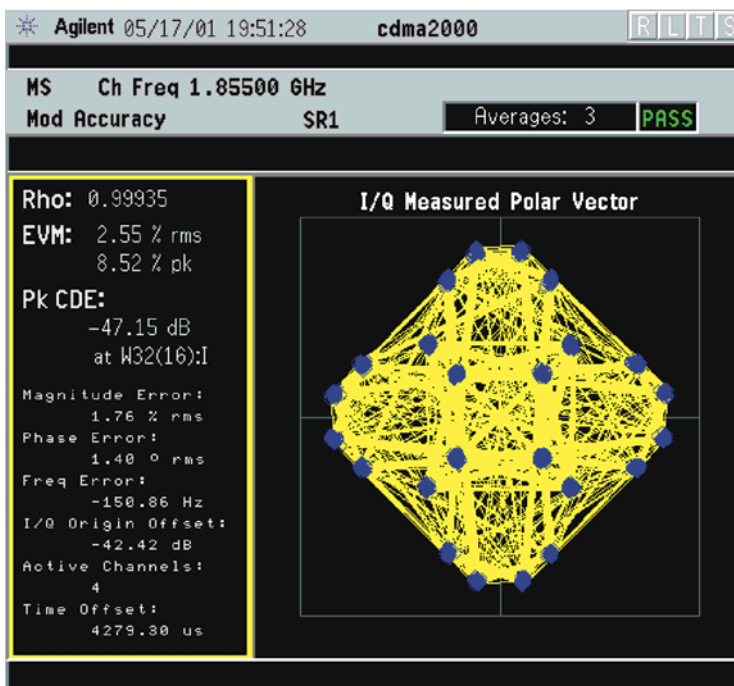 Agilent 05/17/01 19:51:28 cdma2000 R L T S
MS Ch Freq 1.85500 GHz
Mod Accuracy SR1 Averages: 3 PASS
Rho: 0.99935
EVM: 2.55 % rms
8.52 % pk
Pk CDE:
-47.15 dB
at W32(16):I
Magnitude Error:
1.76 % rms
Phase Error:
1.40 º rms
Freq Error:
-150.86 Hz
I/Q Origin Offset:
-42.42 dB
Active Channels:
4
Time Offset:
4279.30 us
I/Q Measured Polar Vector